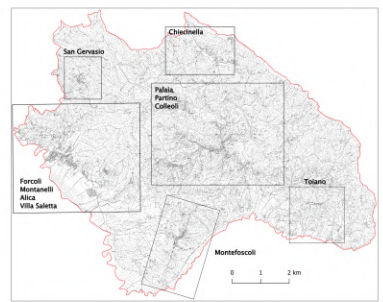 Chiecinella
San Gervasio
Palaia,
Partino
Colleoli
Forcoli
Montanelli
Alica
Villa Saletta
Toiano
Montefoscoli
0 1 2 km